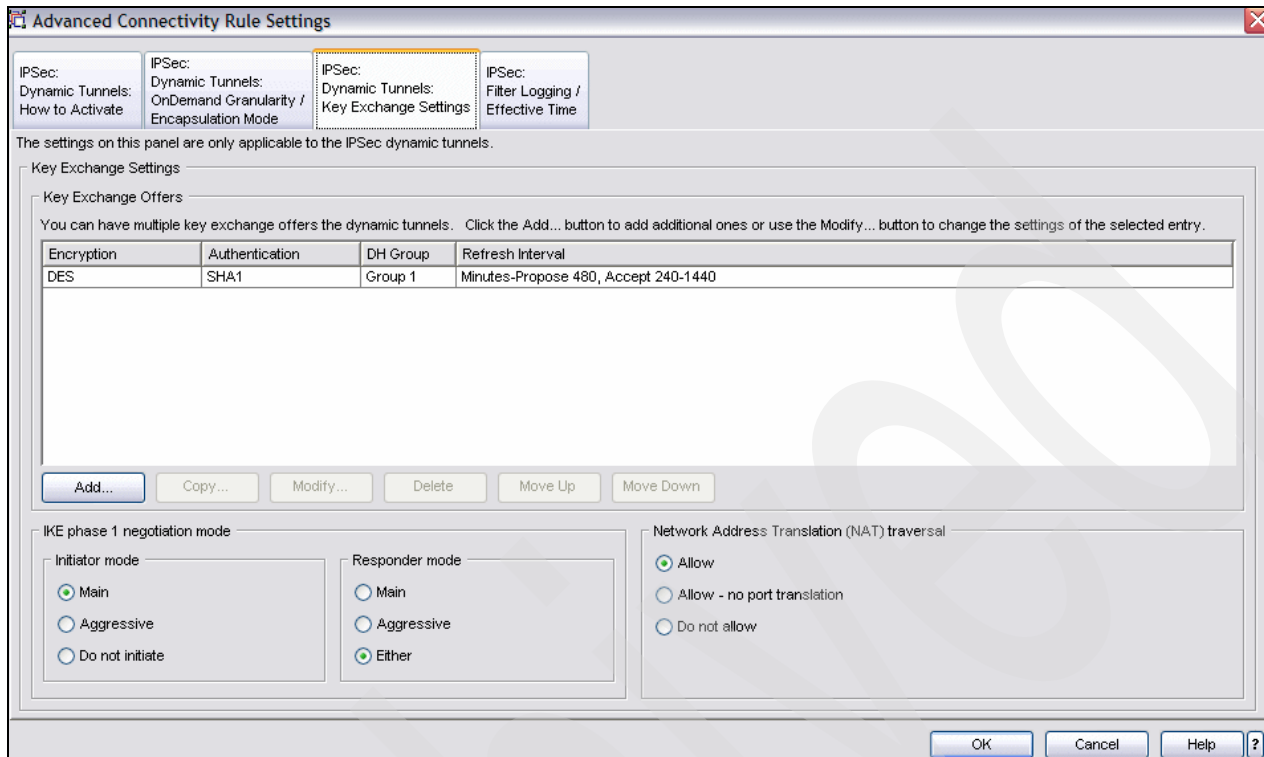 Advanced Connectivity Rule Settings
IPSec:
Dynamic Tunnels:
How to Activate
IPSec:
Dynamic Tunnels:
OnDemand Granularity /
Encapsulation Mode
IPSec:
Dynamic Tunnels:
Key Exchange Settings
IPSec:
Filter Logging /
Effective Time
The settings on this panel are only applicable to the IPSec dynamic tunnels.
Key Exchange Settings
Key Exchange Offers
You can have multiple key exchange offers the dynamic tunnels. Click the Add... button to add additional ones or use the Modify... button to change the settings of the selected entry.
Encryption Authentication DH Group Refresh Interval
DES SHA1 Group 1 Minutes-Propose 480, Accept 240-1440
Add... Copy... Modify... Delete Move Up Move Down
IKE phase 1 negotiation mode
Initiator mode
Main
Aggressive
Do not initiate
Responder mode
Main
Aggressive
Either
Network Address Translation (NAT) traversal
Allow
Allow - no port translation
Do not allow
OK Cancel Help ?